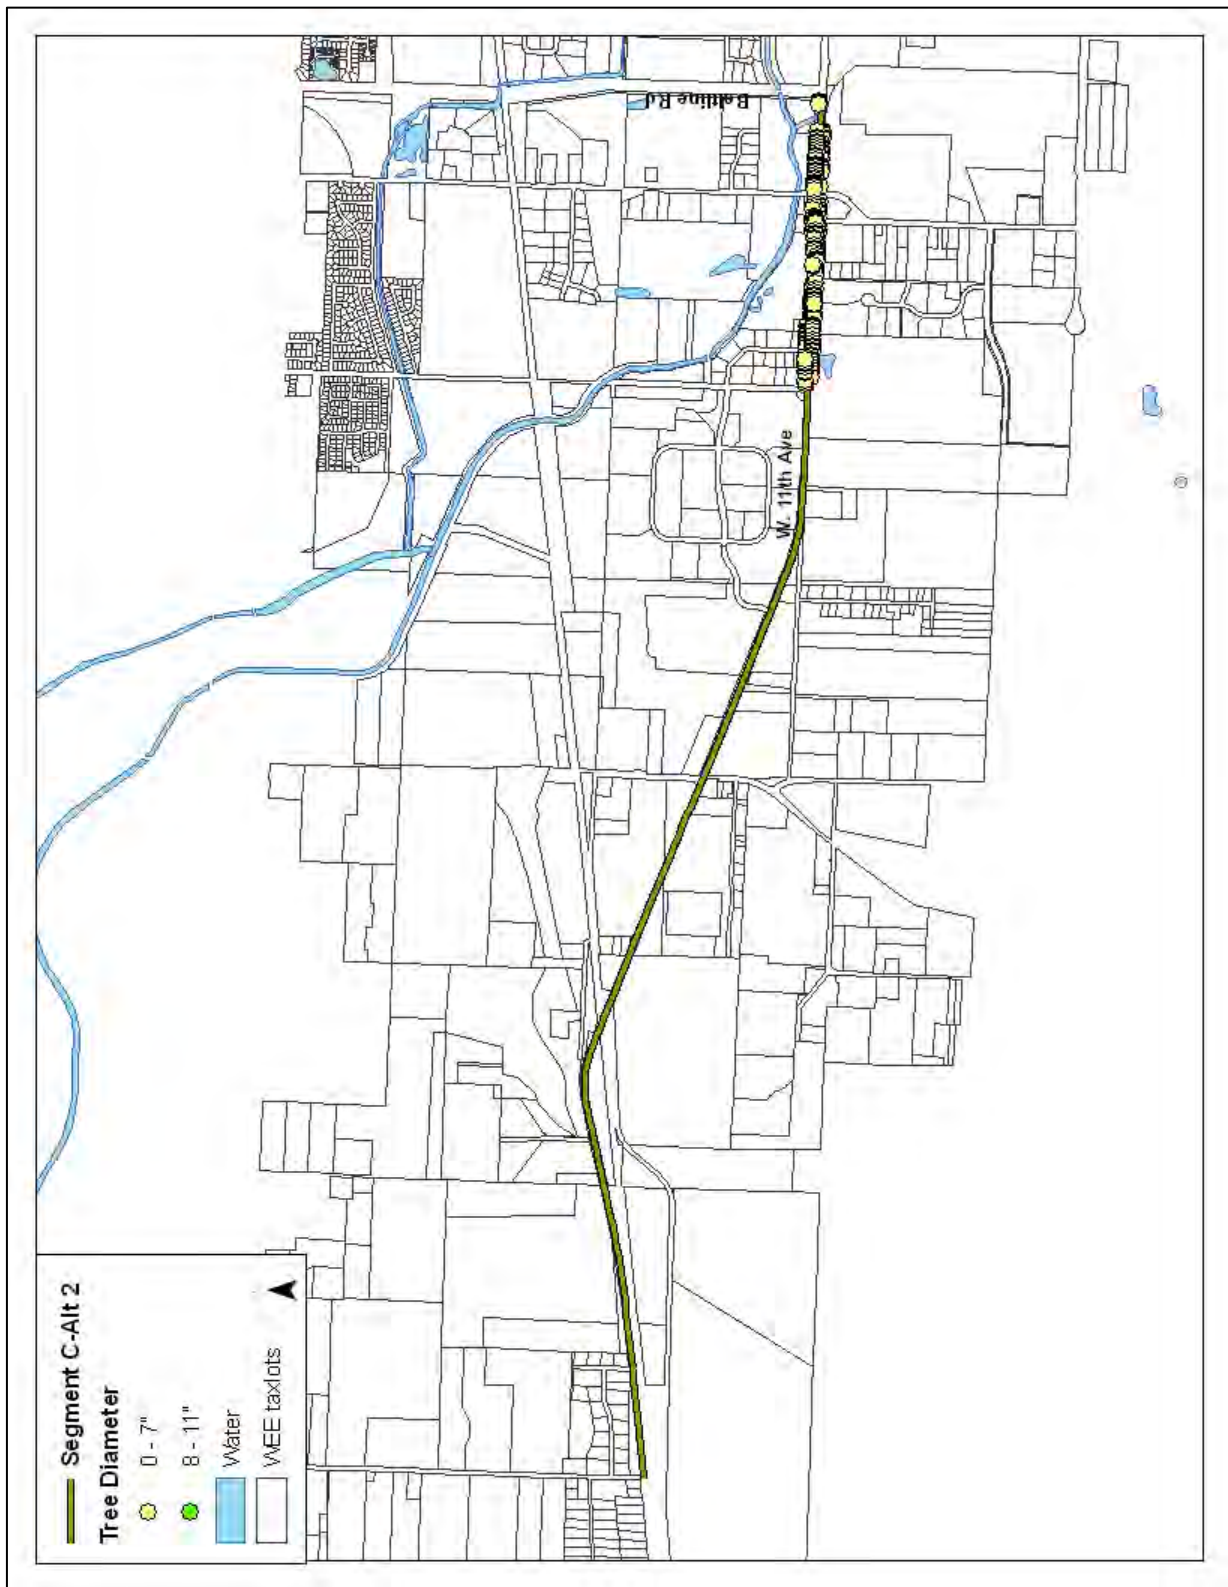 Segment C-Alt 2
Tree Diameter
0 - 7"
8 - 11"
Water
WEE taxlots
Beltline Rd
W. 11th Ave